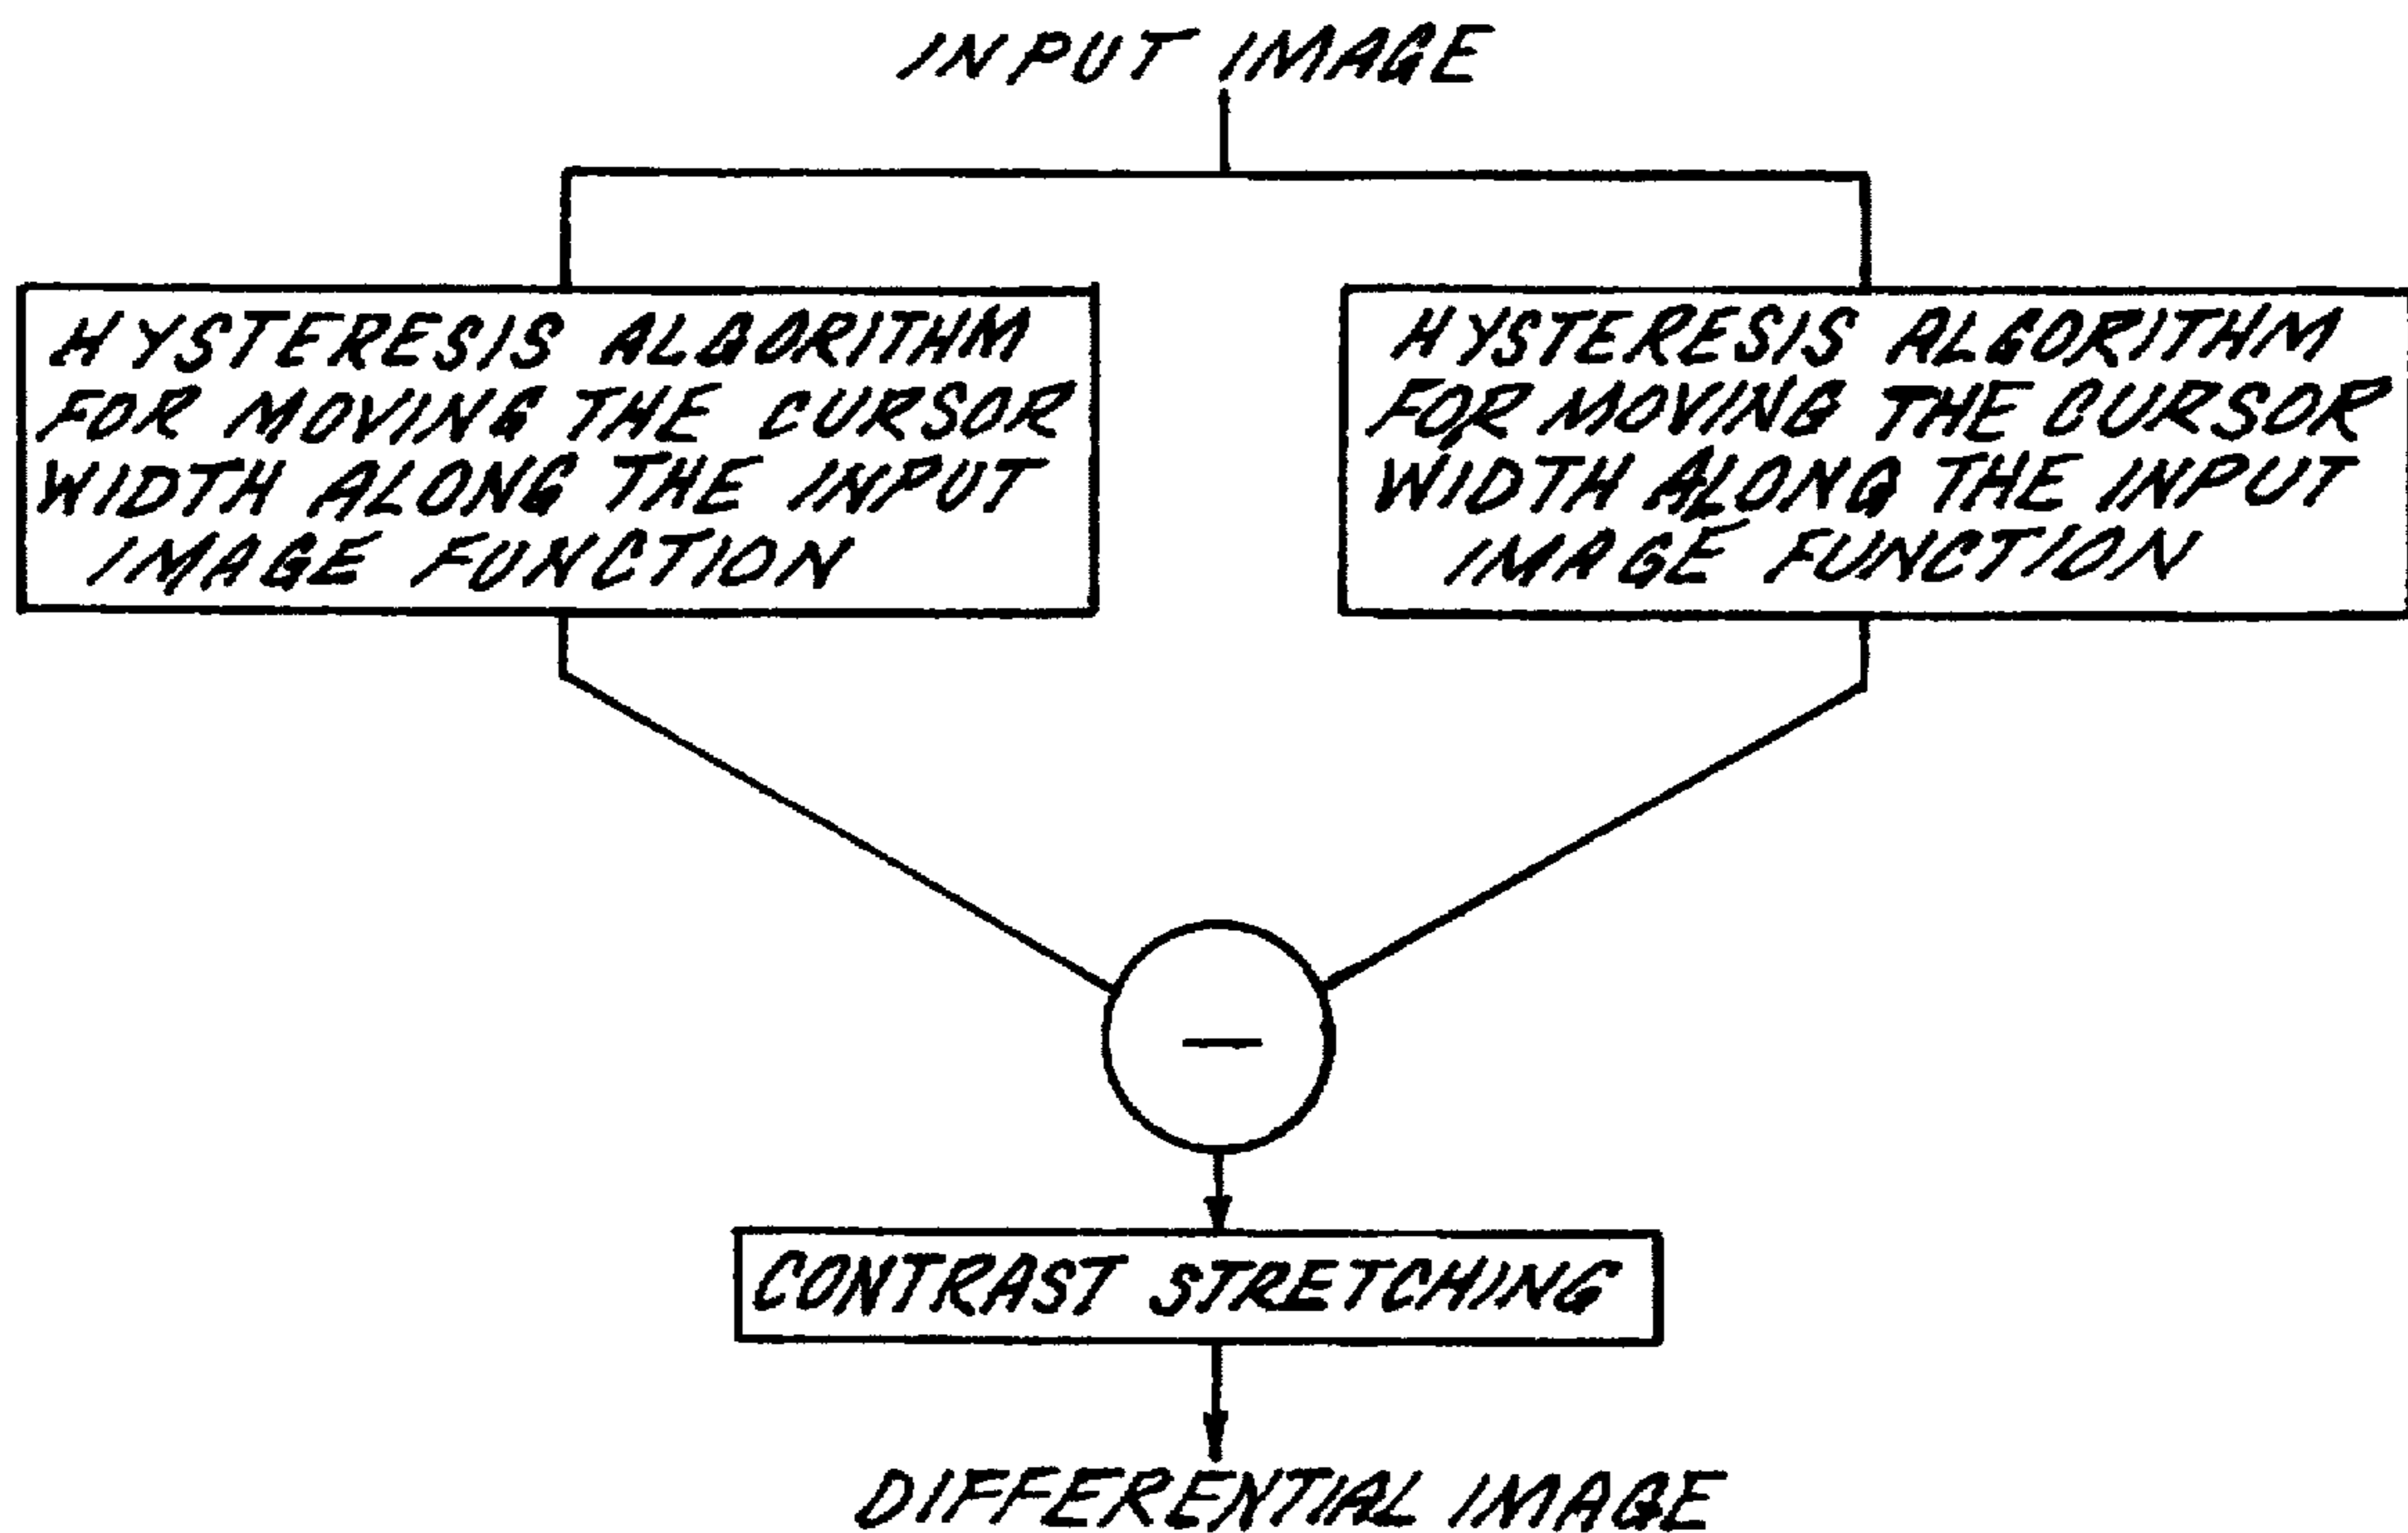 INPUT IMAGE
HYSTERESIS ALGORITHM
FOR MOVING THE CURSOR
WIDTH ALONG THE INPUT
IMAGE FUNCTION
HYSTERESIS ALGORITHM
FOR MOVING THE CURSOR
WIDTH ALONG THE INPUT
IMAGE FUNCTION
—
CONTRAST STRETCHING
DIFFERENTIAL IMAGE